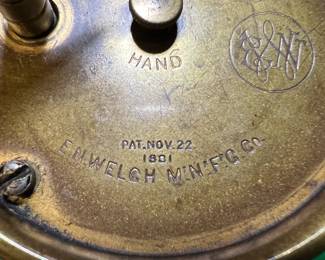 HAND
PAT. NOV. 22.
1881
E.N. WELCH M'N'F'G Co